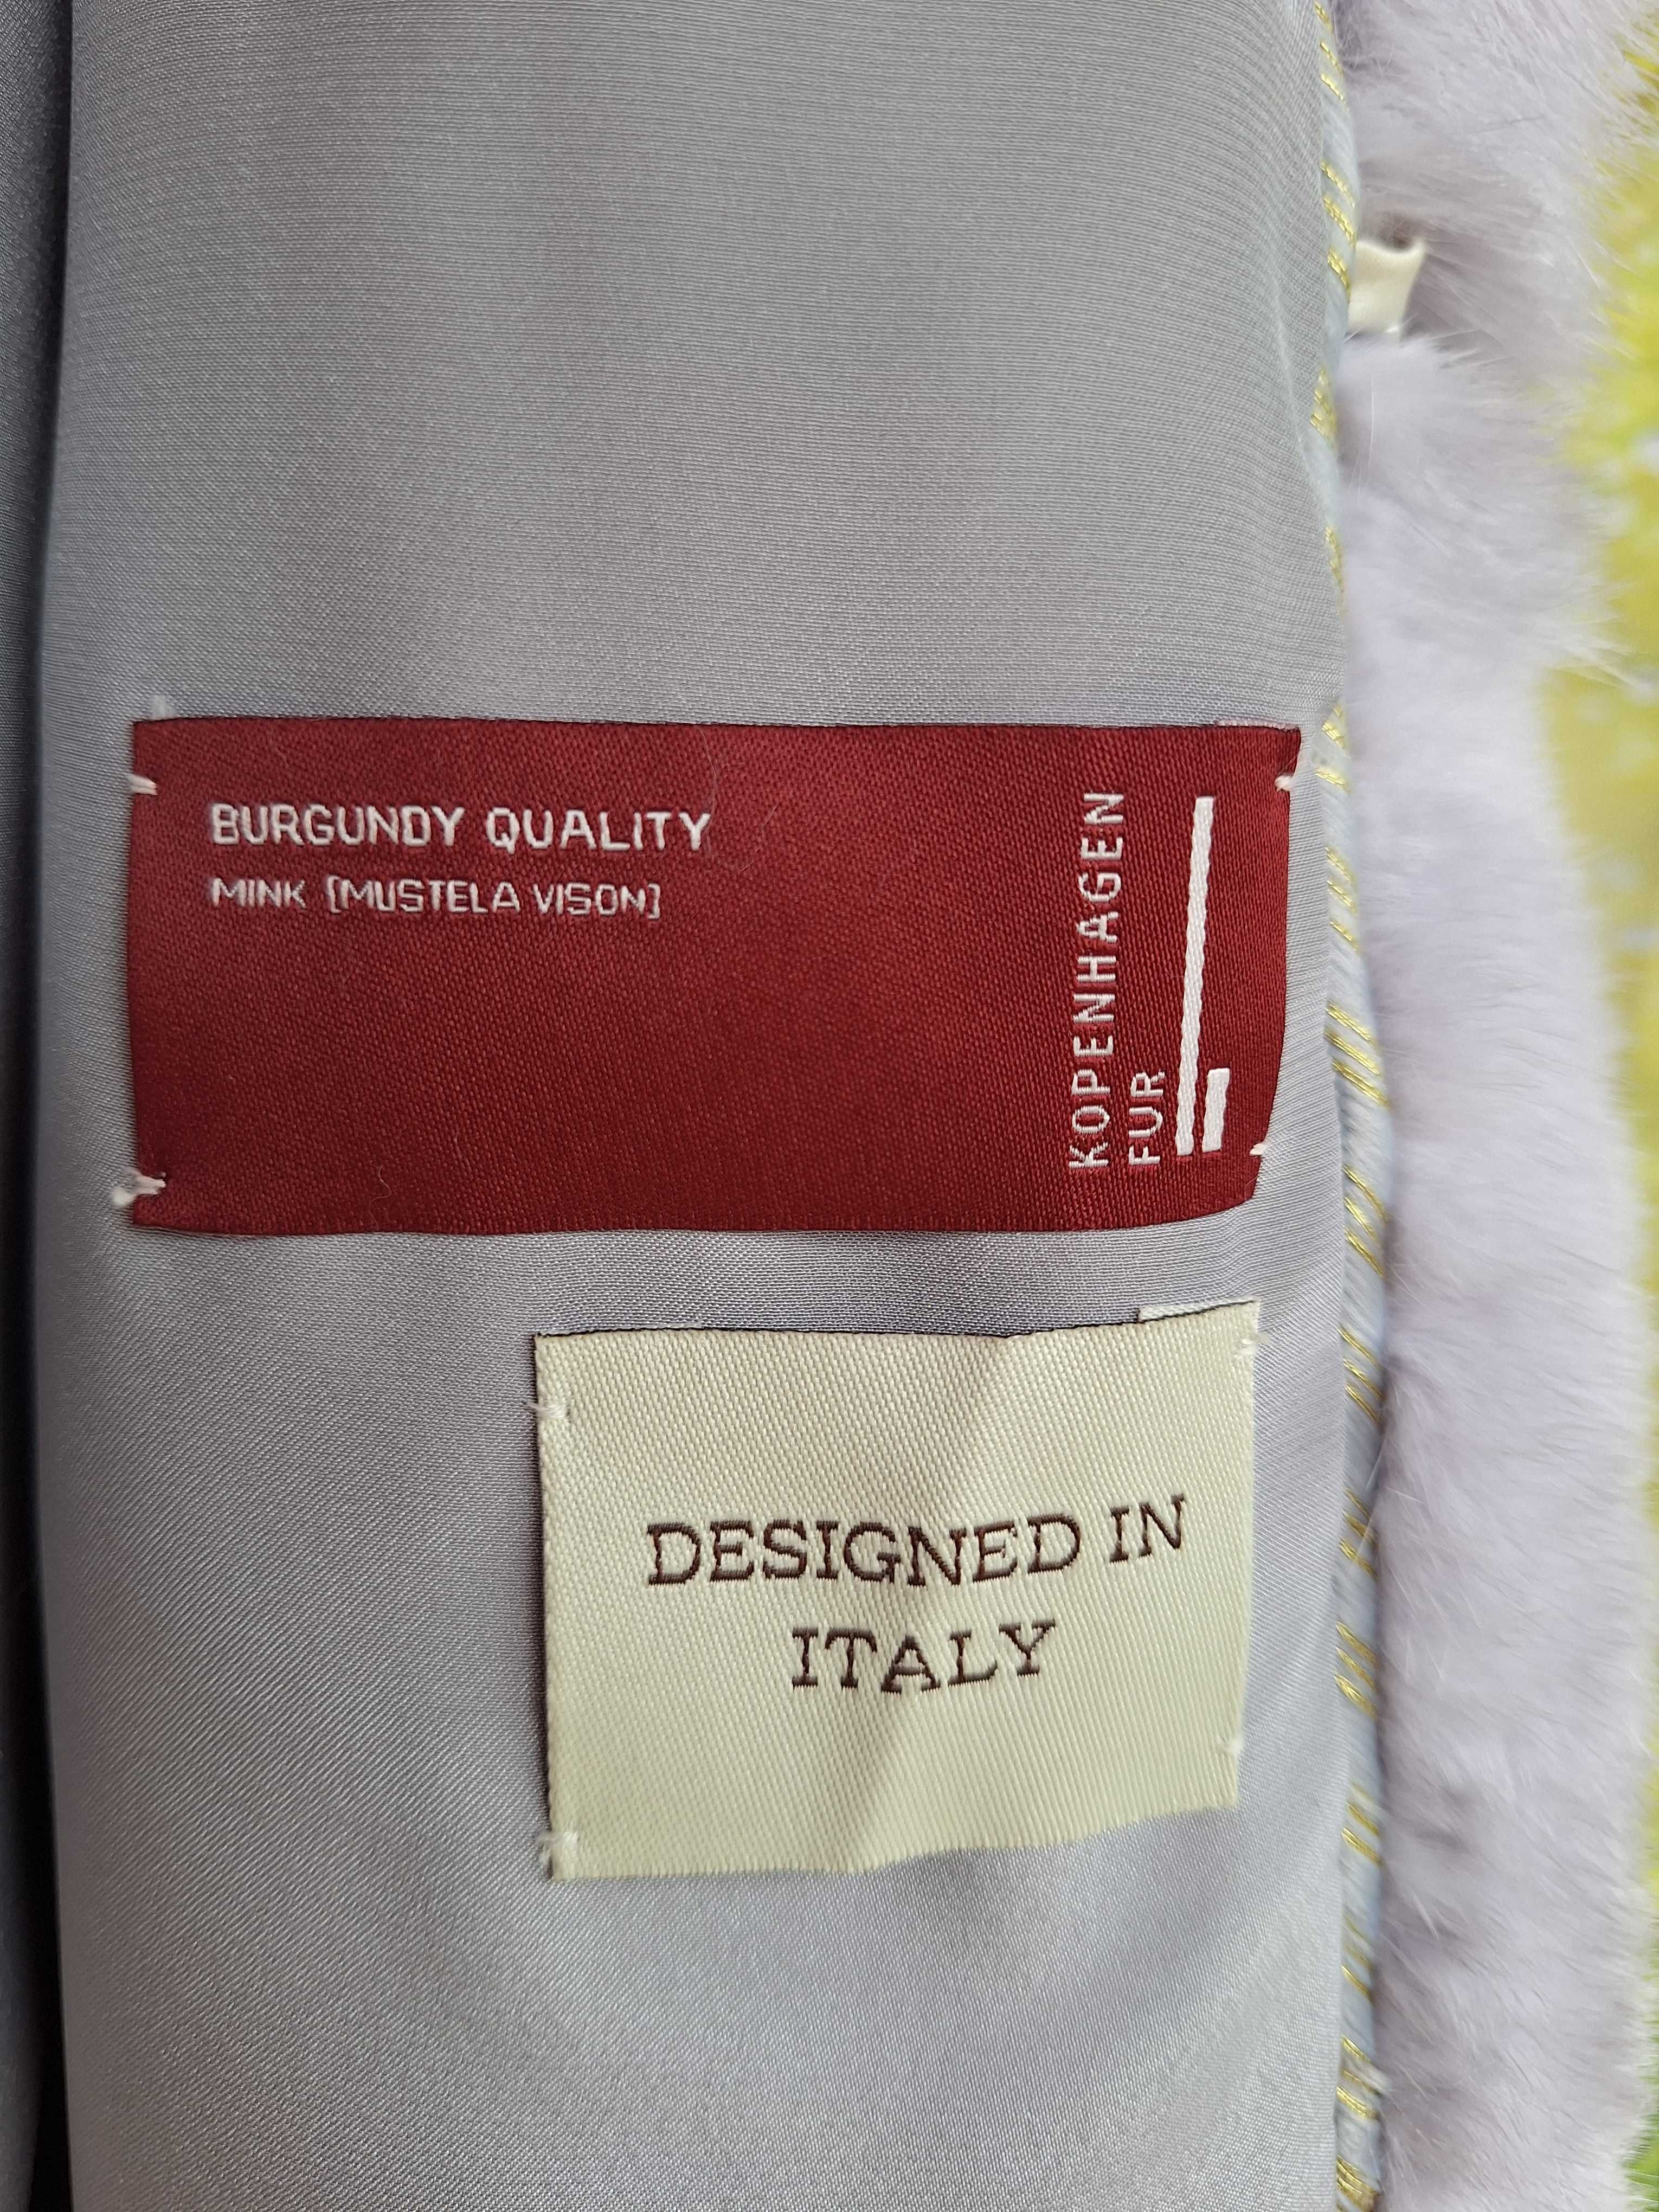 BURGUNDY QUALITY
MINK [MUSTELA VISON]
KOPENHAGEN
FUR
DESIGNED IN
ITALY